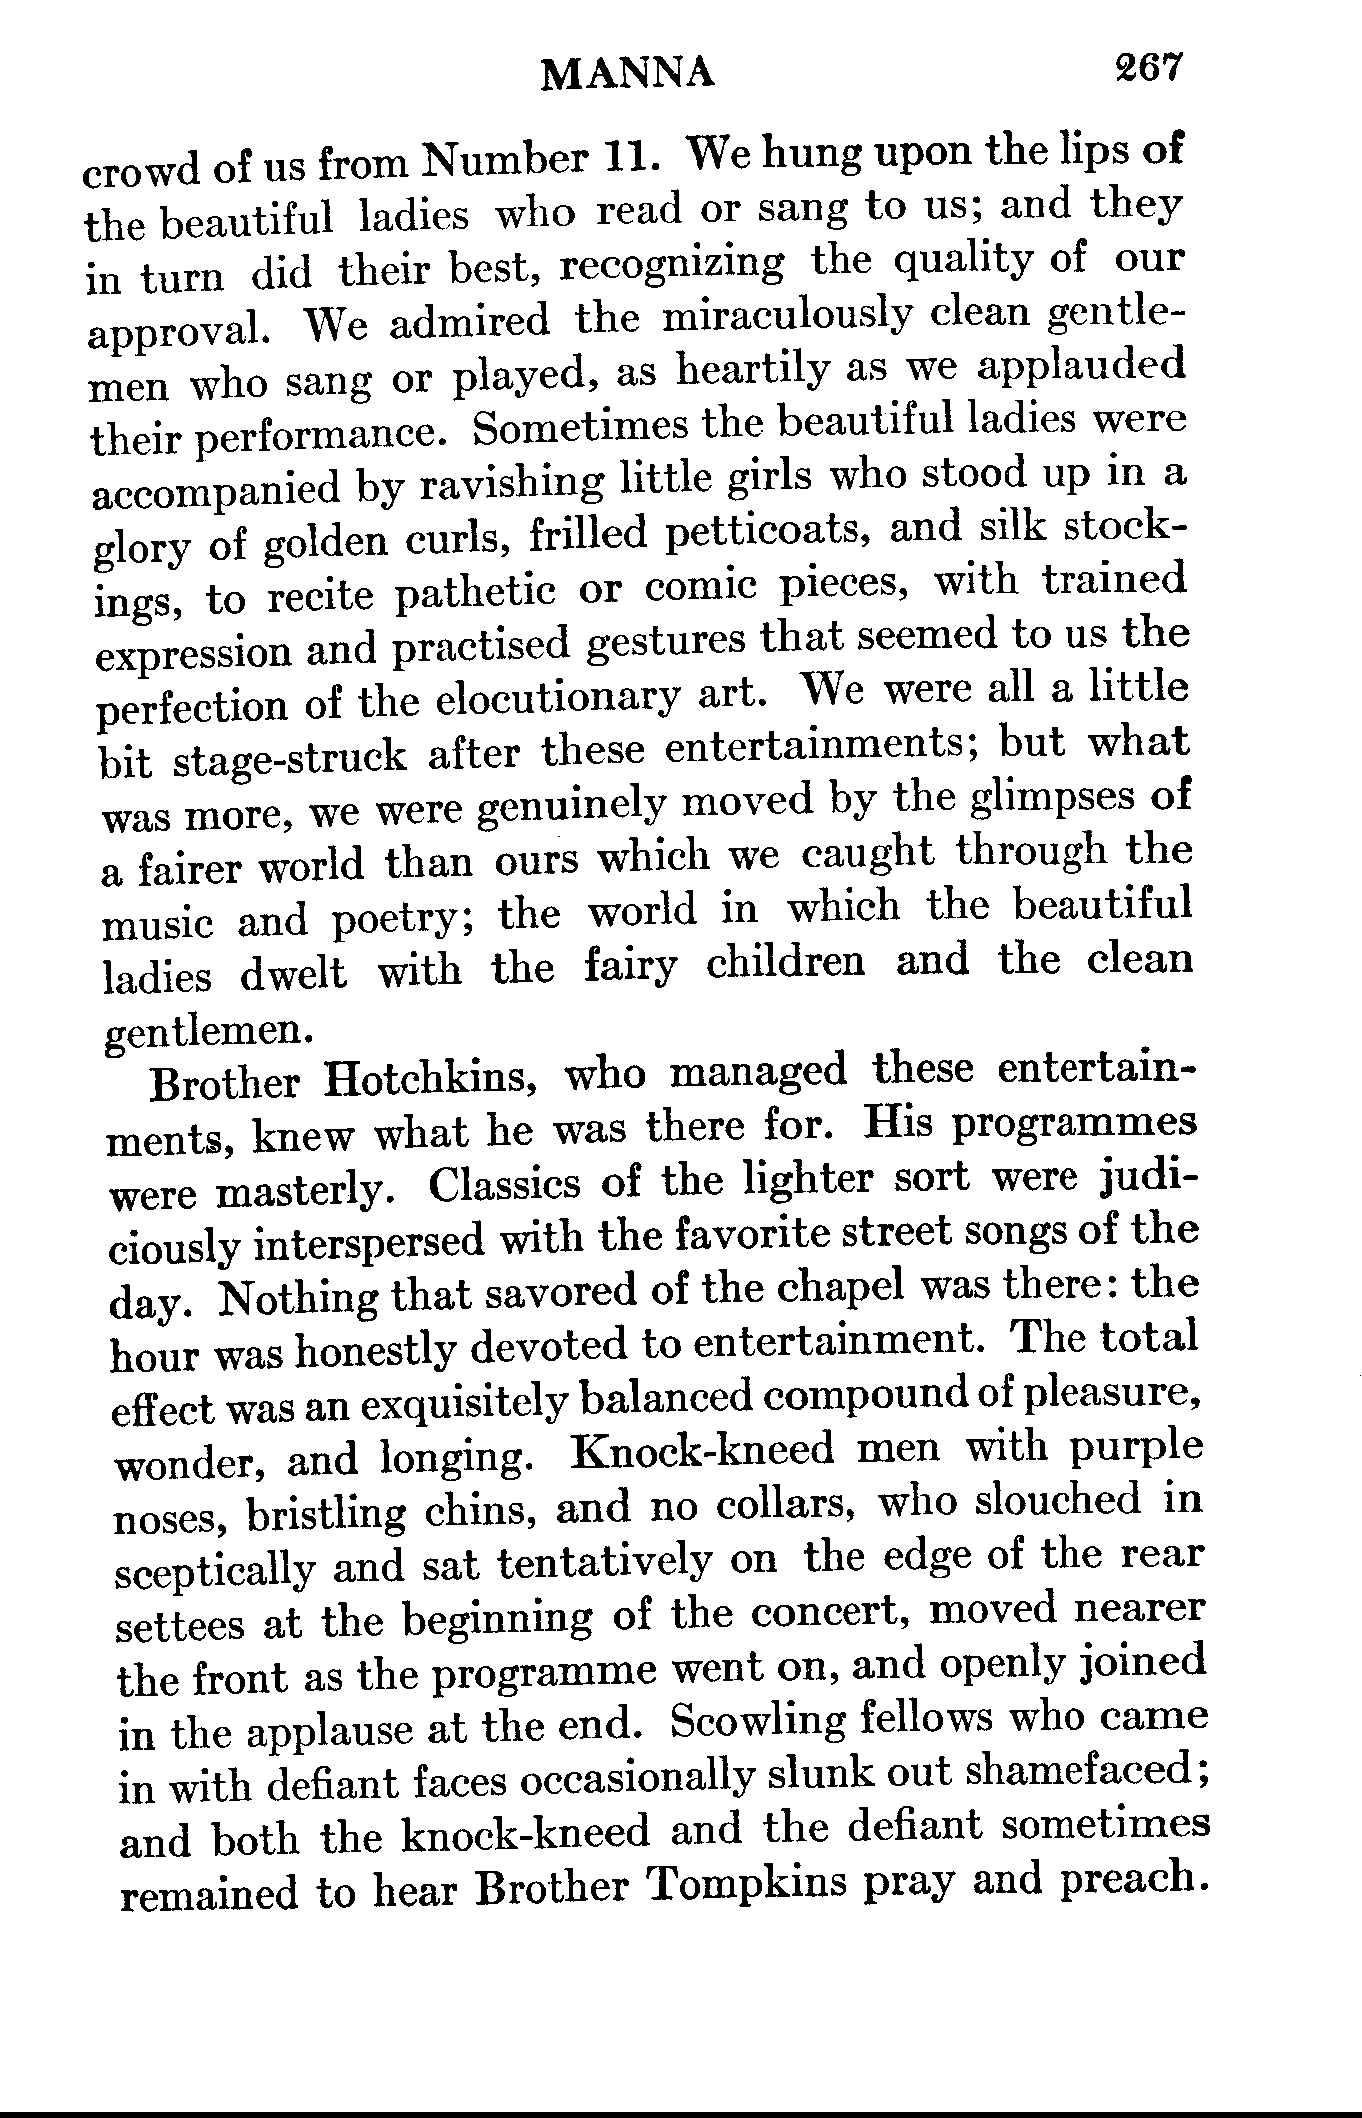 MANNA 267
crowd of us from Number 11. We hung upon the lips of
the beautiful ladies who read or sang to us; and they
in turn did their best, recognizing the quality of our
approval. We admired the miraculously clean gentle-
men who sang or played, as heartily as we applauded
their performance. Sometimes the beautiful ladies were
accompanied by ravishing little girls who stood up in a
glory of golden curls, frilled petticoats, and silk stock-
ings, to recite pathetic or comic pieces, with trained
expression and practised gestures that seemed to us the
perfection of the elocutionary art. We were all a little
bit stage-struck after these entertainments; but what
was more, we were genuinely moved by the glimpses of
a fairer world than ours which we caught through the
music and poetry; the world in which the beautiful
ladies dwelt with the fairy children and the clean
gentlemen.
Brother Hotchkins, who managed these entertain-
ments, knew what he was there for. His programmes
were masterly. Classics of the lighter sort were judi-
ciously interspersed with the favorite street songs of the
day. Nothing that savored of the chapel was there: the
hour was honestly devoted to entertainment. The total
effect was an exquisitely balanced compound of pleasure,
wonder, and longing. Knock-kneed men with purple
noses, bristling chins, and no collars, who slouched in
sceptically and sat tentatively on the edge of the rear
settees at the beginning of the concert, moved nearer
the front as the programme went on, and openly joined
in the applause at the end. Scowling fellows who came
in with defiant faces occasionally slunk out shamefaced;
and both the knock-kneed and the defiant sometimes
remained to hear Brother Tompkins pray and preach.